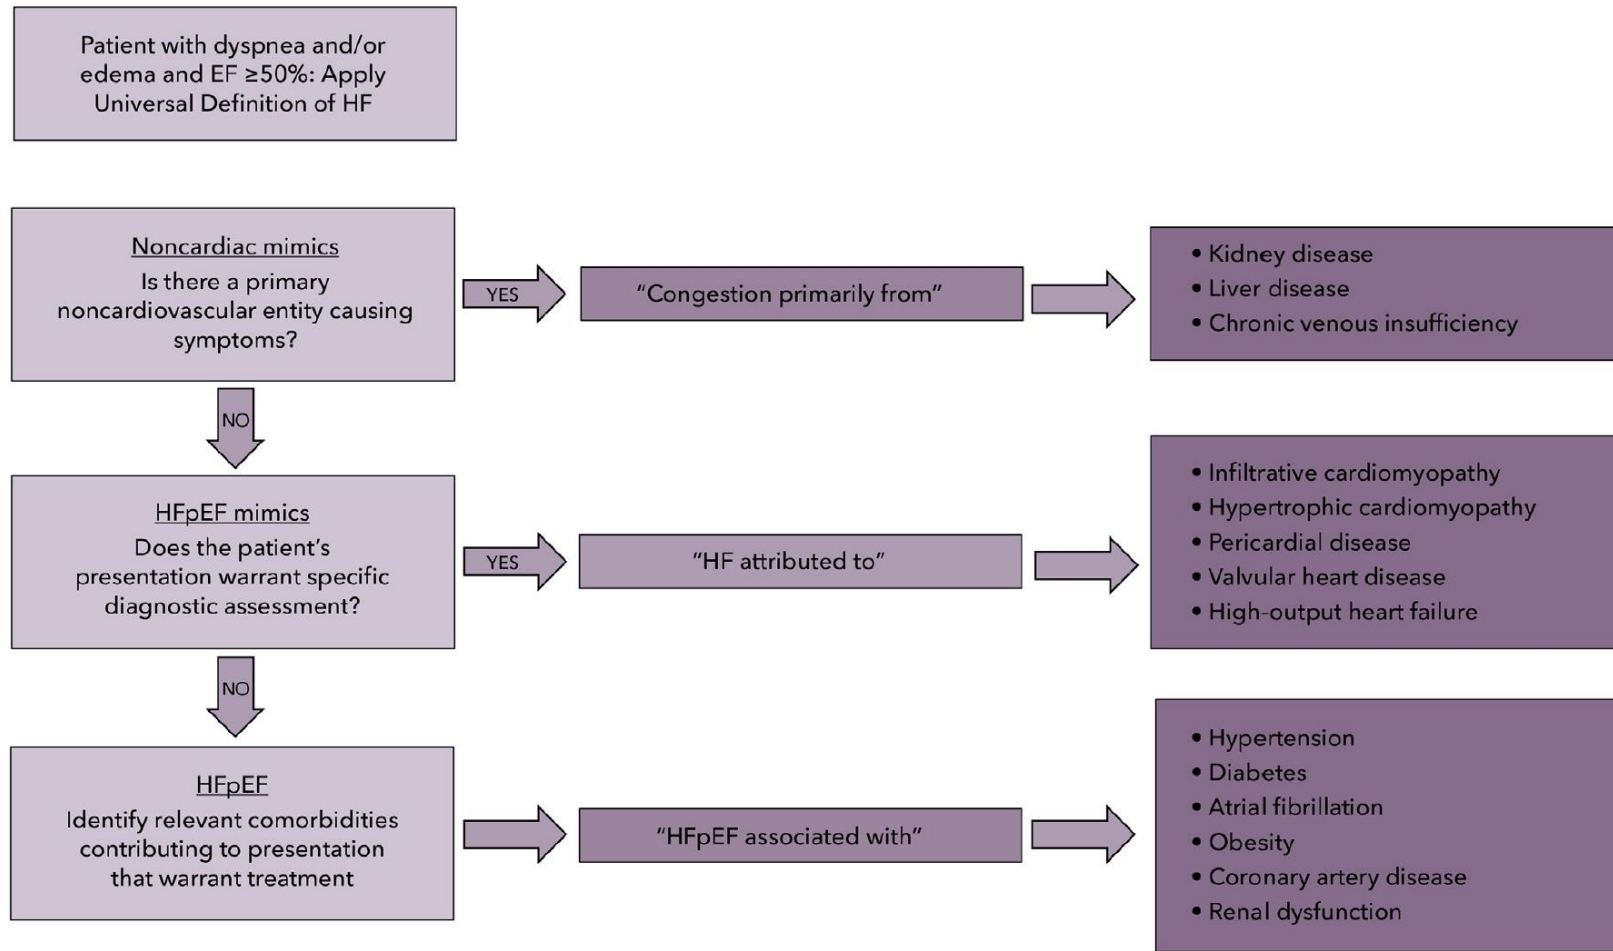 Patient with dyspnea and/or
edema and EF ≥50%: Apply
Universal Definition of HF
Noncardiac mimics
Is there a primary
noncardiovascular entity causing
symptoms?
YES
“Congestion primarily from”
• Kidney disease
• Liver disease
• Chronic venous insufficiency
NO
HFpEF mimics
Does the patient’s
presentation warrant specific
diagnostic assessment?
YES
“HF attributed to”
• Infiltrative cardiomyopathy
• Hypertrophic cardiomyopathy
• Pericardial disease
• Valvular heart disease
• High-output heart failure
NO
HFpEF
Identify relevant comorbidities
contributing to presentation
that warrant treatment
“HFpEF associated with”
• Hypertension
• Diabetes
• Atrial fibrillation
• Obesity
• Coronary artery disease
• Renal dysfunction